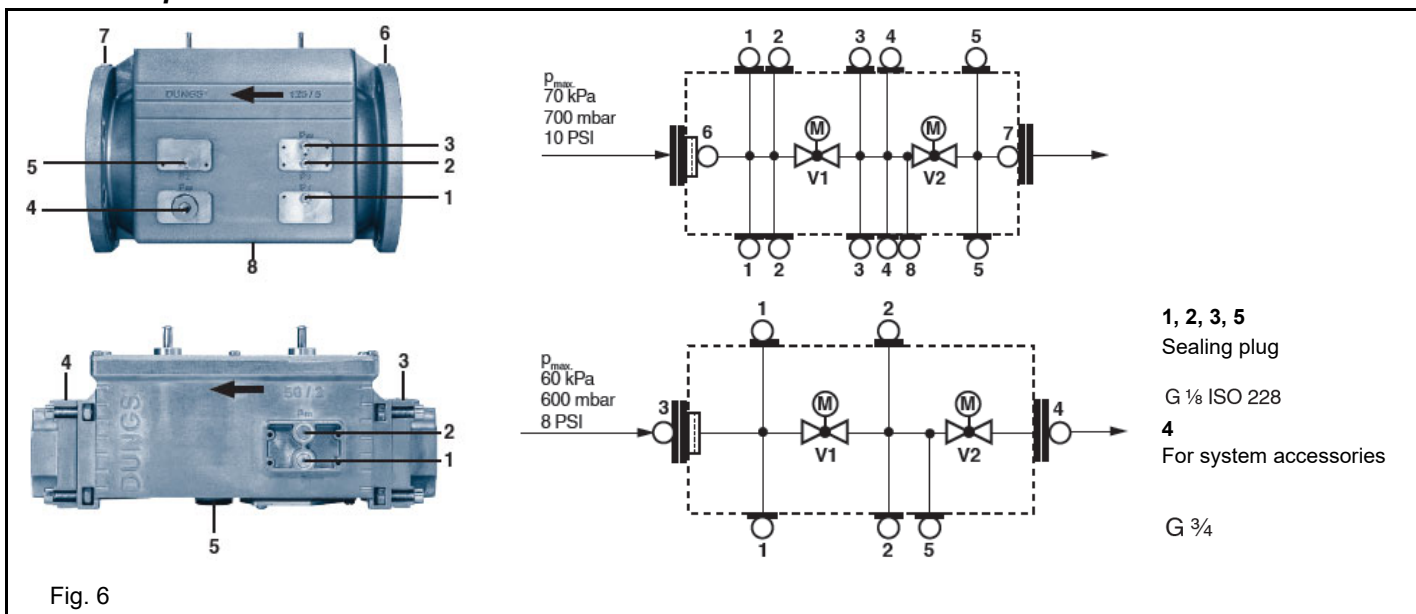 7
6
DUNGS
125/5
Pm
3
2
5
1
4
8
1 2 3 4 5
pmax.
70 kPa
700 mbar
10 PSI
6
M
M
7
V1
V2
1 2 3 4 8 5
4
3
50 / 2
DUNGS
2
1
5
1 2
pmax.
60 kPa
600 mbar
8 PSI
3
M
M
4
V1
V2
1 2 5
1, 2, 3, 5
Sealing plug
G ⅛ ISO 228
4
For system accessories
G ¾
Fig. 6